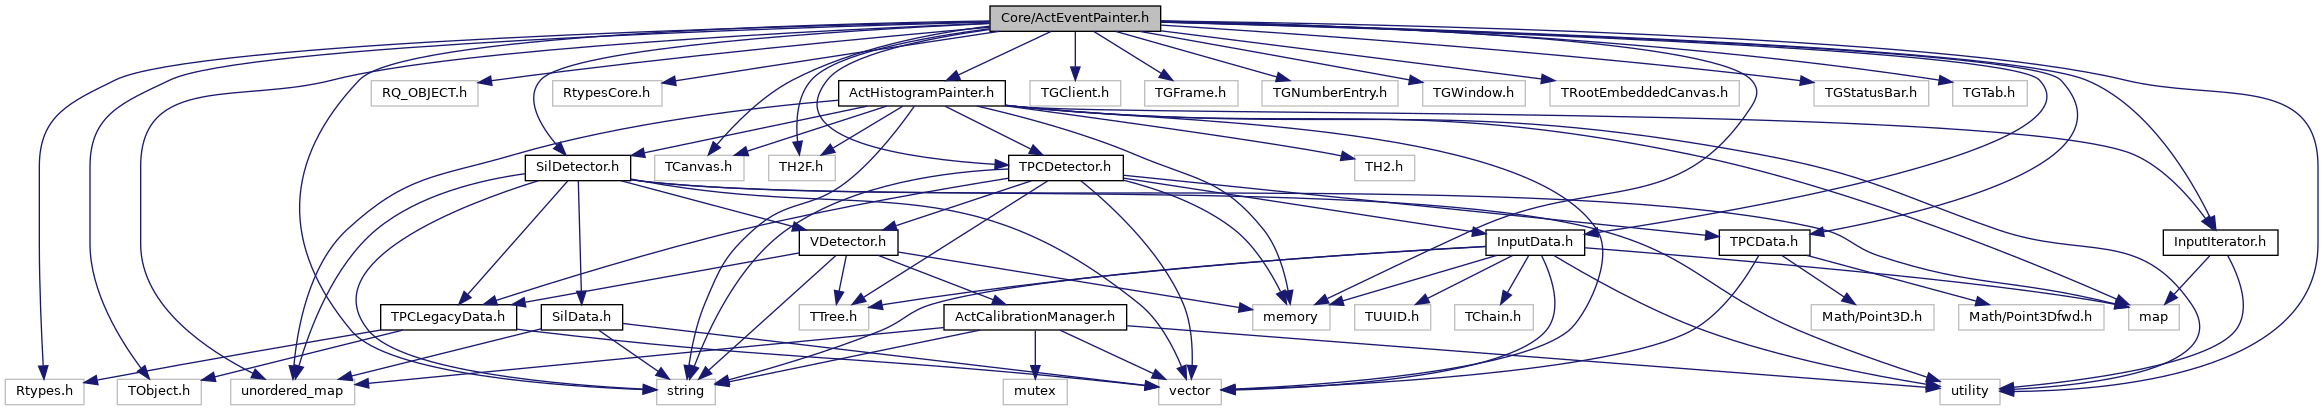 Core/ActEventPainter.h
RQ_OBJECT.h
RtypesCore.h
ActHistogramPainter.h
TGClient.h
TGFrame.h
TGNumberEntry.h
TGWindow.h
TRootEmbeddedCanvas.h
TGStatusBar.h
TGTab.h
SilDetector.h
TCanvas.h
TH2F.h
TPCDetector.h
TH2.h
VDetector.h
InputData.h
TPCData.h
InputIterator.h
TPCLegacyData.h
SilData.h
TTree.h
ActCalibrationManager.h
memory
TUUID.h
TChain.h
Math/Point3D.h
Math/Point3Dfwd.h
map
Rtypes.h
TObject.h
unordered_map
string
mutex
vector
utility